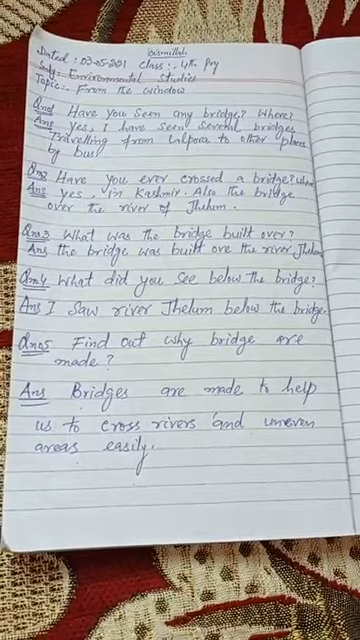 Bismillah
Dated : 03-05-201 Class :- 4th Pry
Sub:- Environmental Studies
Topic:- From the window
Qno1 Have you seen any bridge? Where?
Ans yes, I have seen several bridges
Travelling from Walpora to other places
by bus.
Qno2 Have you ever crossed a bridge? where
Ans yes, in Kashmir. Also the bridge
over the river of Jhelum.
Qno3 What was the bridge built over?
Ans the bridge was built ove the river Jhelum
Qno4 What did you see below the bridge?
Ans I Saw river Jhelum below the bridge.
Qno5 Find out why bridge are
made?
Ans Bridges are made to help
us to cross rivers and uneven
areas easily.